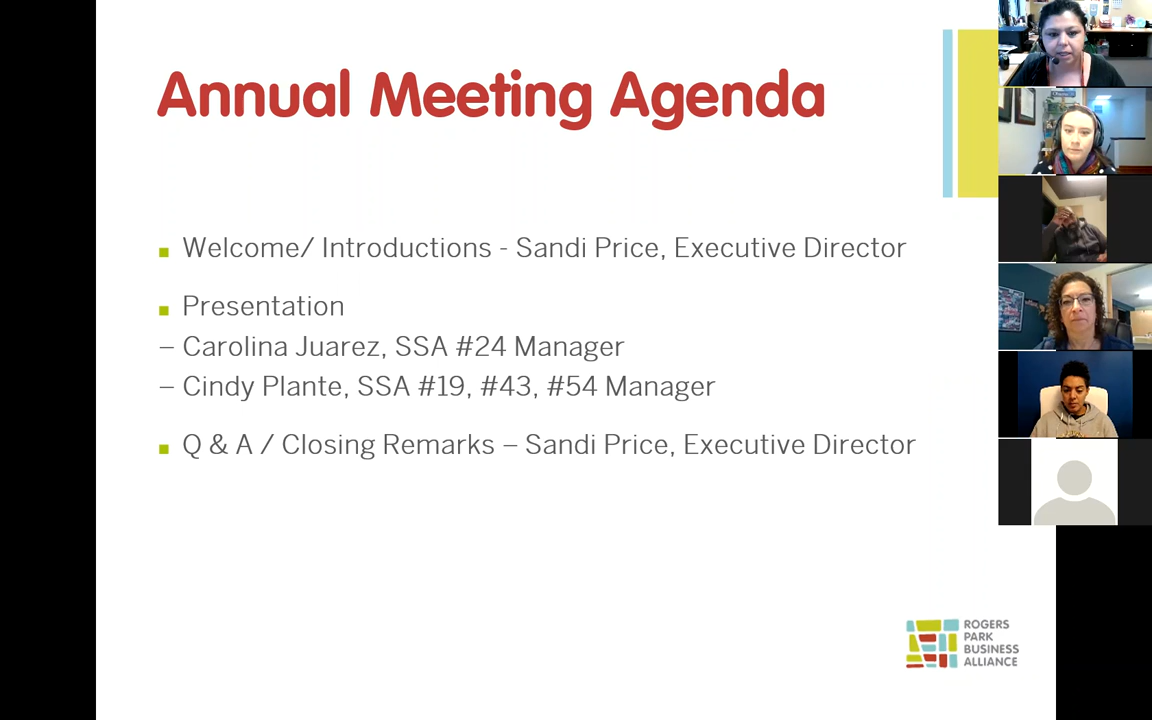 Annual Meeting Agenda
Welcome/ Introductions - Sandi Price, Executive Director
Presentation
– Carolina Juarez, SSA #24 Manager
– Cindy Plante, SSA #19, #43, #54 Manager
Q & A / Closing Remarks – Sandi Price, Executive Director
ROGERS
PARK
BUSINESS
ALLIANCE